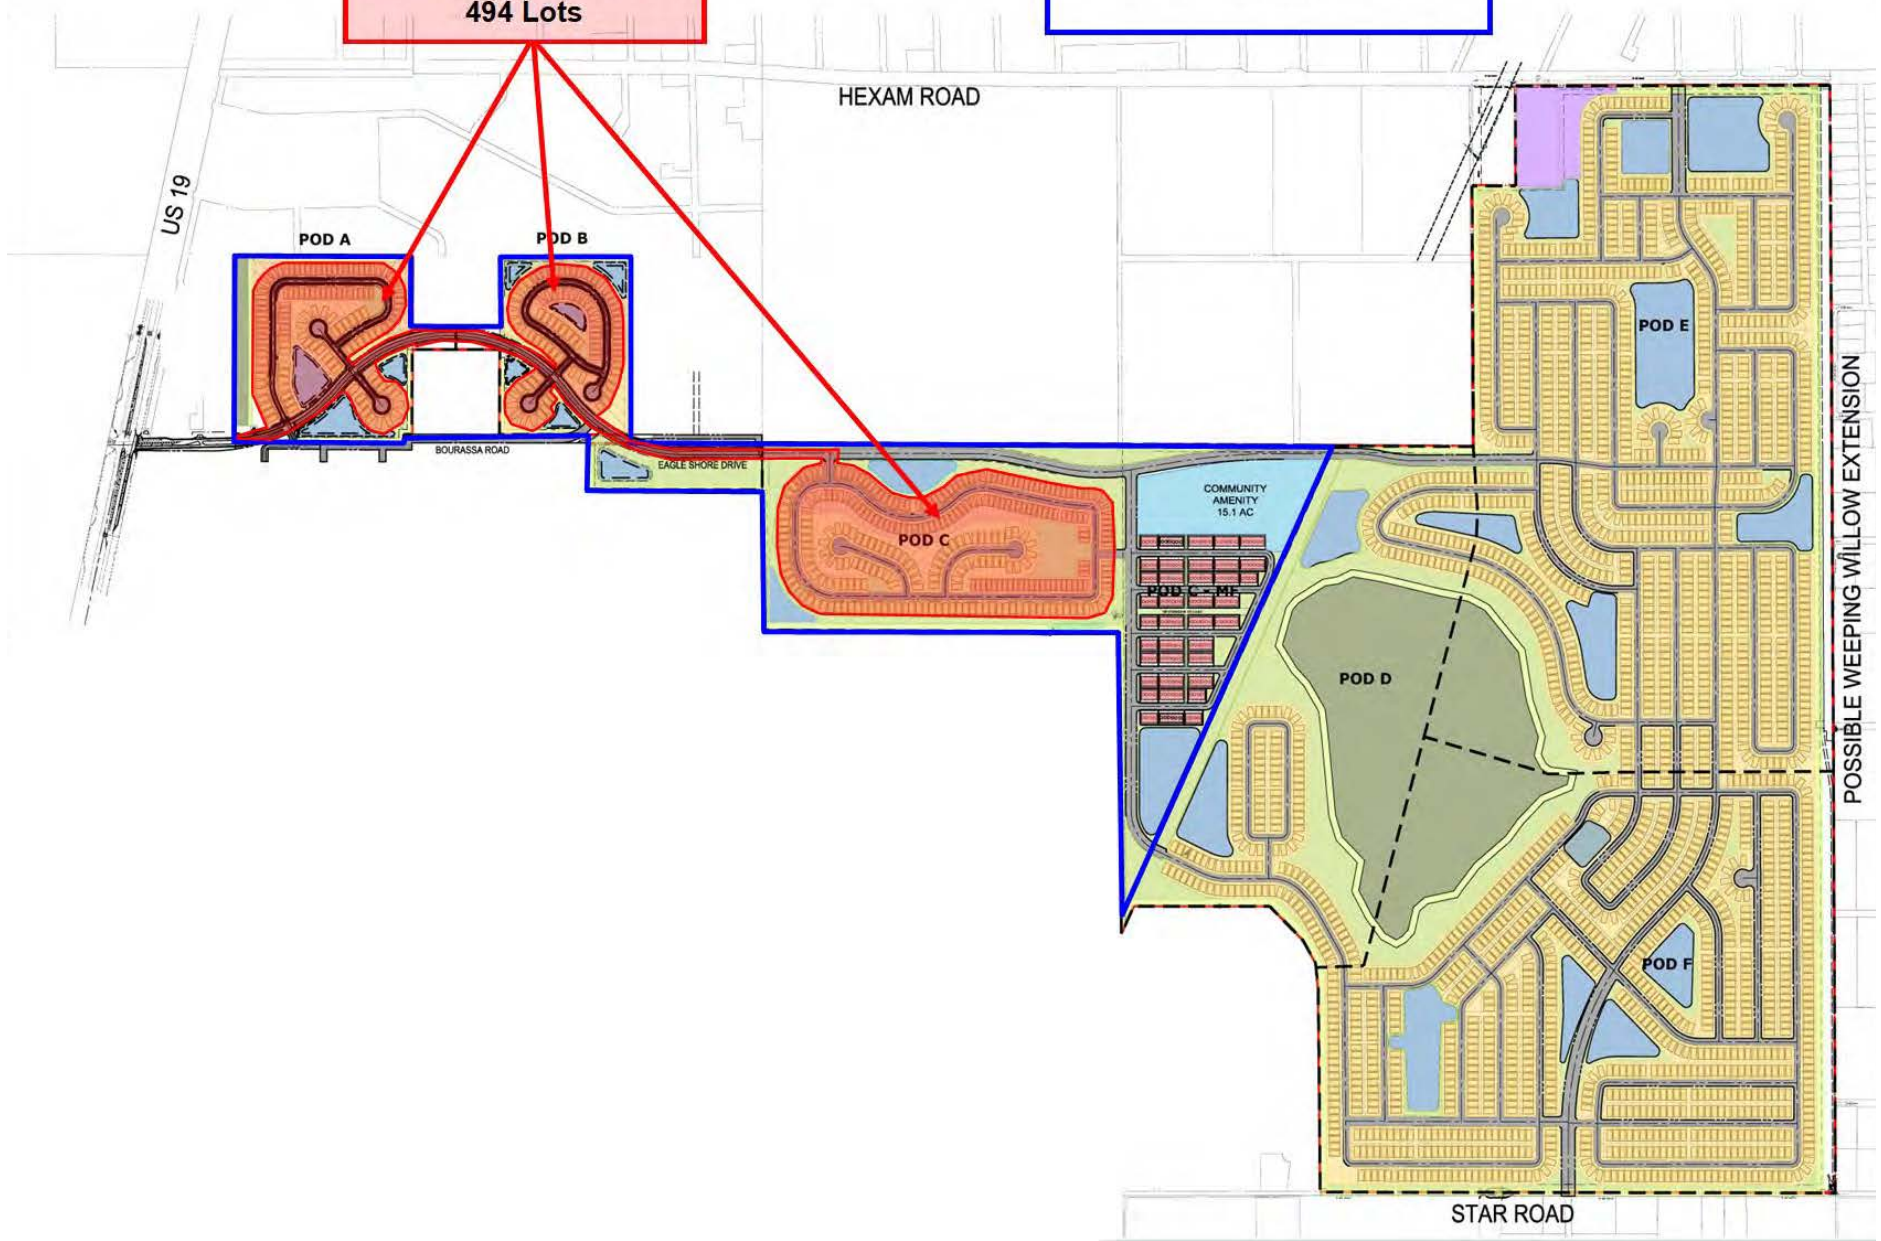 494 Lots
HEXAM ROAD
US 19
POD A
POD B
POD E
BOURASSA ROAD
EAGLE SHORE DRIVE
COMMUNITY
AMENITY
15.1 AC
POD C
POD C - MF
POD D
POSSIBLE WEEPING WILLOW EXTENSION
POD F
STAR ROAD